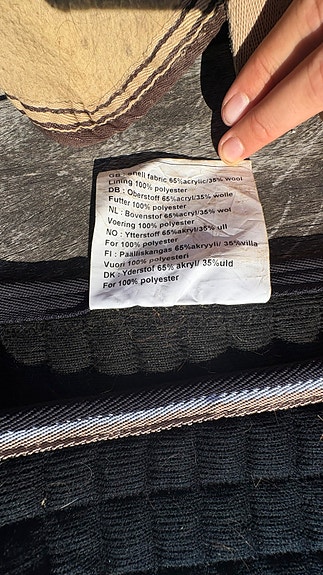 GB : Shell fabric 65%acrylic/35% wool
Lining 100% polyester
DB : Oberstoff 65%acryl/35% wolle
Futter 100% polyester
NL : Bovenstof 65%acryl/35% wol
Voering 100% polyester
NO : Ytterstoff 65%akryl/35% ull
For 100% polyester
FI : Paälliskangas 65%akryyli/ 35%villa
Vuori 100% polyesteri
DK : Yderstof 65% akryl/ 35%uld
For 100% polyester